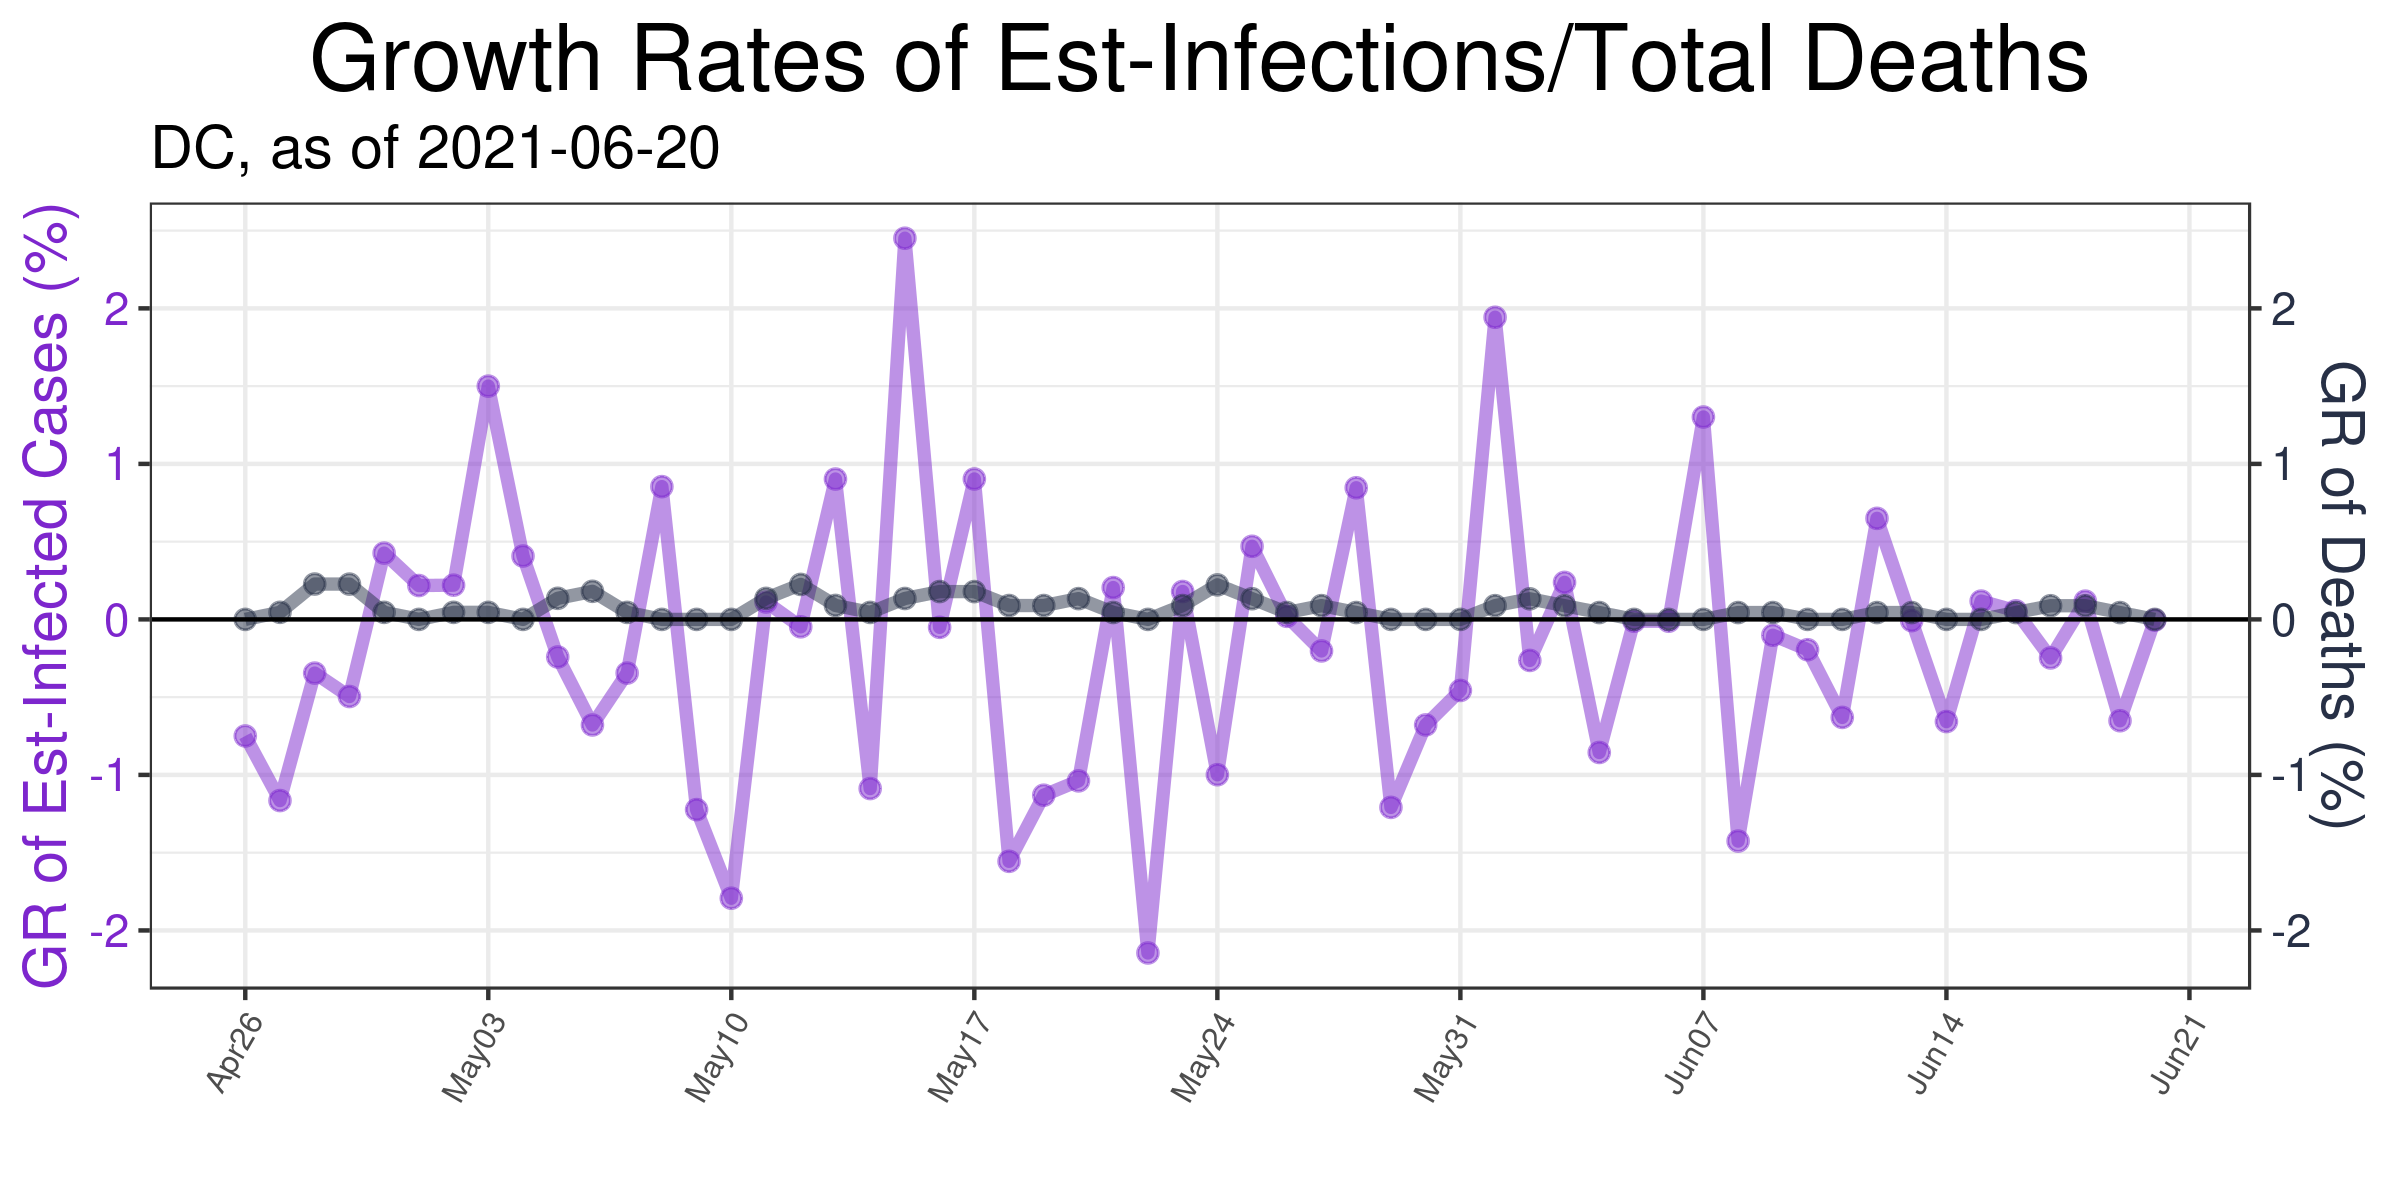 Growth Rates of Est-Infections/Total Deaths
DC, as of 2021-06-20
GR of Est-Infected Cases (%)
2
1
0
-1
-2
2
1
0
-1
-2
GR of Deaths (%)
Apr26
May03
May10
May17
May24
May31
Jun07
Jun14
Jun21